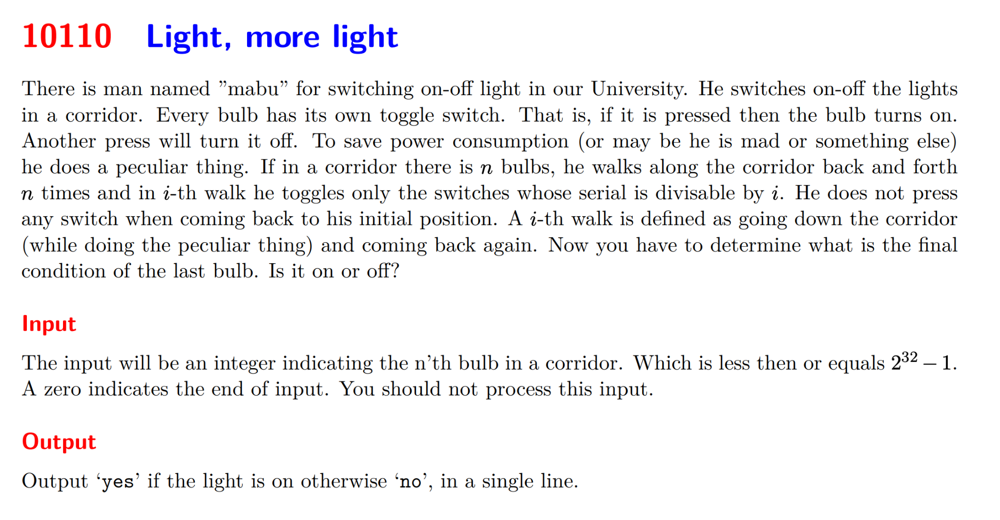 10110 Light, more light
There is man named ”mabu” for switching on-off light in our University. He switches on-off the lights
in a corridor. Every bulb has its own toggle switch. That is, if it is pressed then the bulb turns on.
Another press will turn it off. To save power consumption (or may be he is mad or something else)
he does a peculiar thing. If in a corridor there is n bulbs, he walks along the corridor back and forth
n times and in i-th walk he toggles only the switches whose serial is divisable by i. He does not press
any switch when coming back to his initial position. A i-th walk is defined as going down the corridor
(while doing the peculiar thing) and coming back again. Now you have to determine what is the final
condition of the last bulb. Is it on or off?
Input
The input will be an integer indicating the n’th bulb in a corridor. Which is less then or equals 2³² − 1.
A zero indicates the end of input. You should not process this input.
Output
Output ‘yes’ if the light is on otherwise ‘no’, in a single line.